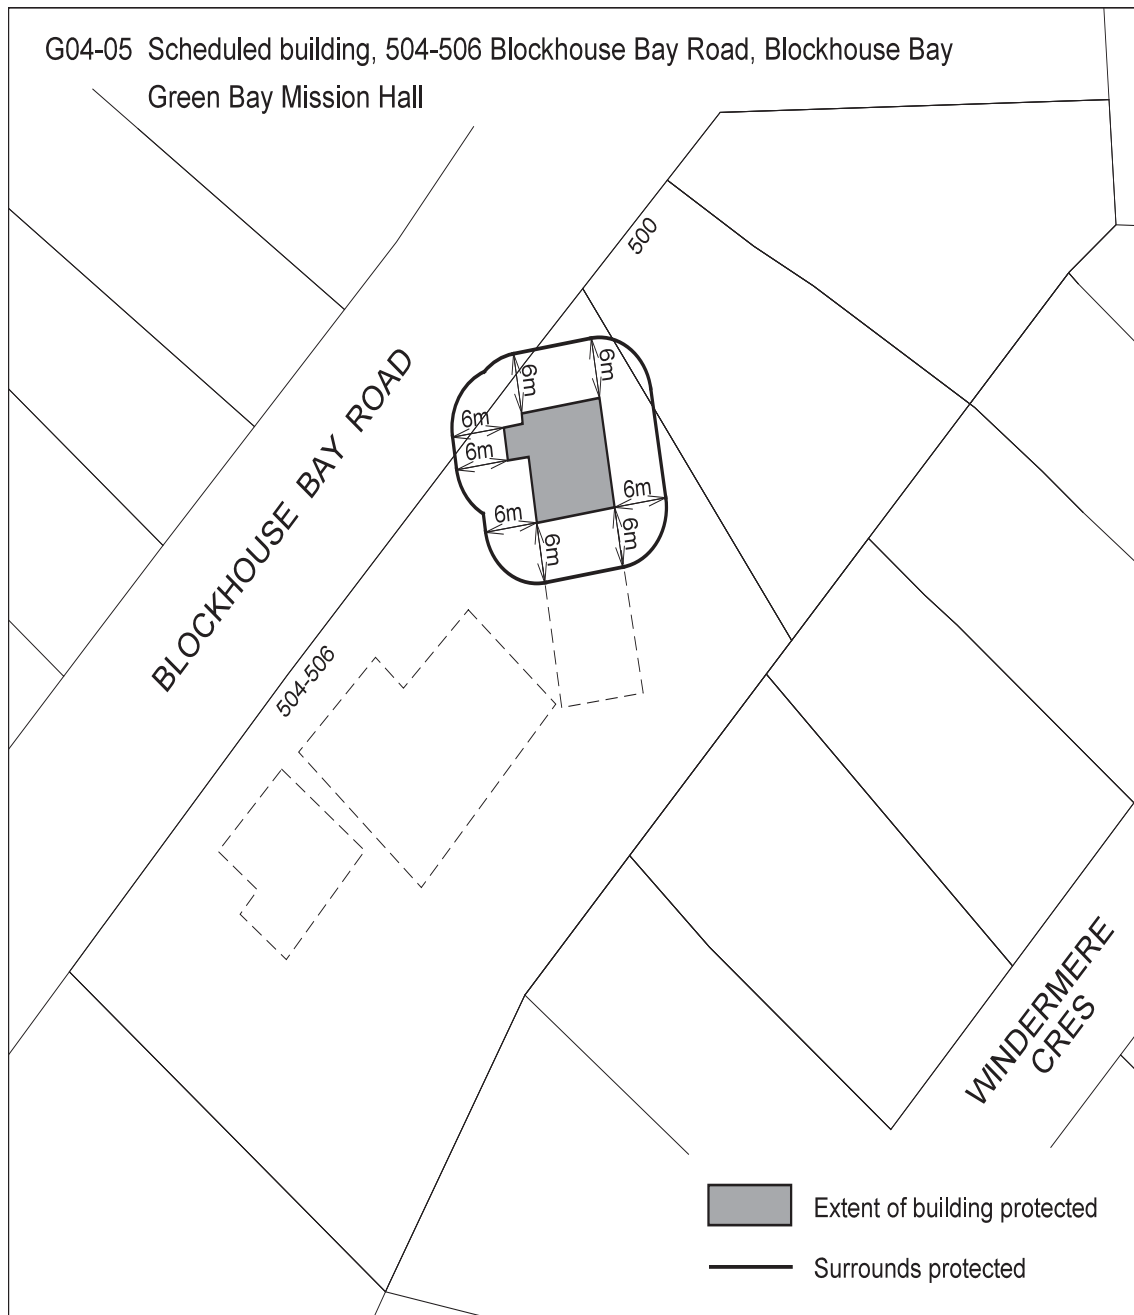 G04-05 Scheduled building, 504-506 Blockhouse Bay Road, Blockhouse Bay
Green Bay Mission Hall
500
BLOCKHOUSE BAY ROAD
6m
6m
6m
6m
6m
6m
6m
6m
504-506
WINDERMERE
CRES
Extent of building protected
Surrounds protected